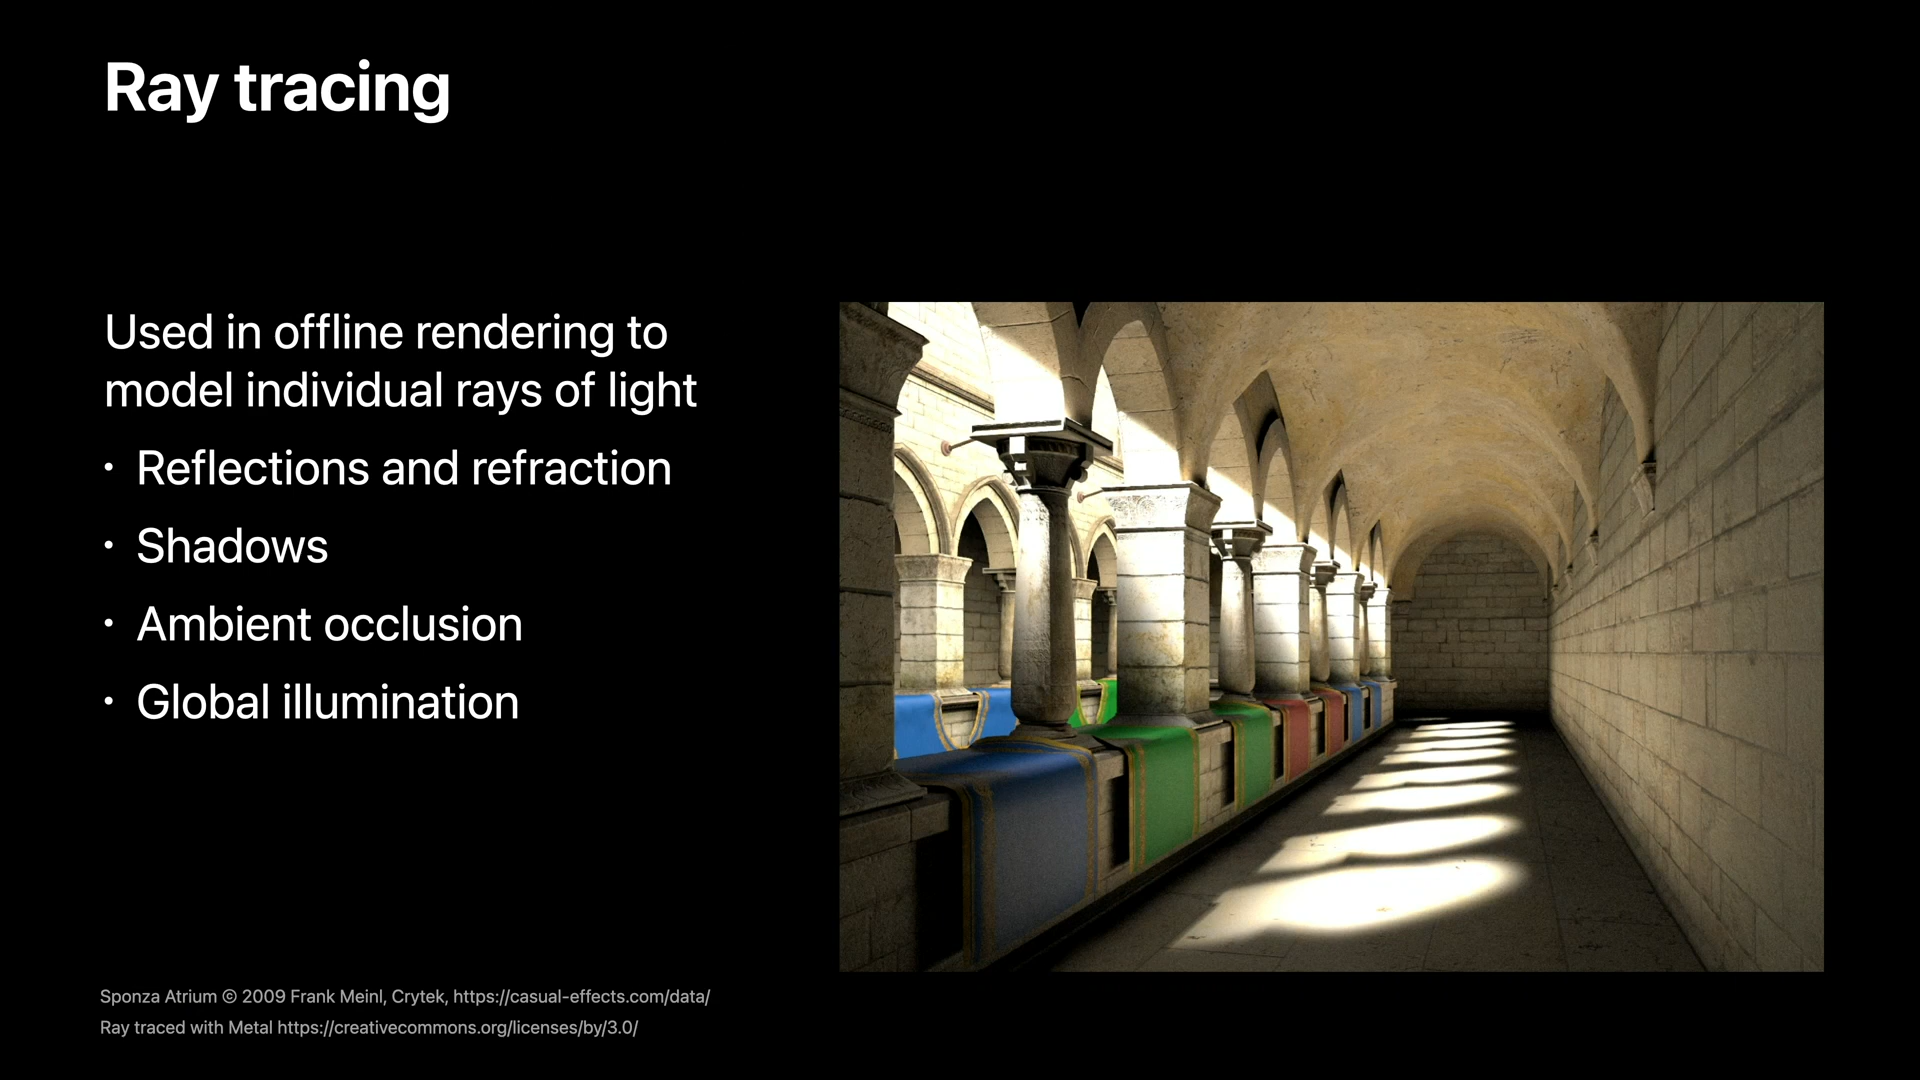 Ray tracing
Used in offline rendering to
model individual rays of light
• Reflections and refraction
• Shadows
• Ambient occlusion
• Global illumination
Sponza Atrium © 2009 Frank Meinl, Crytek, https://casual-effects.com/data/
Ray traced with Metal https://creativecommons.org/licenses/by/3.0/